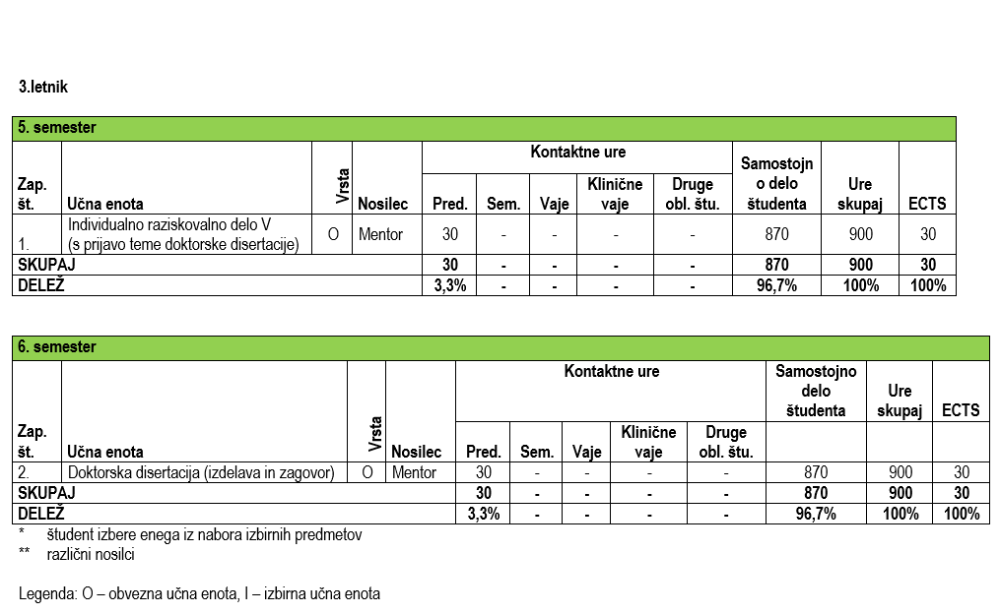 3.letnik
5. semester
Zap. št. Učna enota Vrsta Nosilec Kontaktne ure Samostojn o delo študenta Ure skupaj ECTS
Pred. Sem. Vaje Klinične vaje Druge obl. štu.
1. Individualno raziskovalno delo V (s prijavo teme doktorske disertacije) O Mentor 30 - - - - 870 900 30
SKUPAJ 30 - - - - 870 900 30
DELEŽ 3,3% - - - - 96,7% 100% 100%
6. semester
Zap. št. Učna enota Vrsta Nosilec Kontaktne ure Samostojno delo študenta Ure skupaj ECTS
Pred. Sem. Vaje Klinične vaje Druge obl. štu.
2. Doktorska disertacija (izdelava in zagovor) O Mentor 30 - - - - 870 900 30
SKUPAJ 30 - - - - 870 900 30
DELEŽ 3,3% - - - - 96,7% 100% 100%
* študent izbere enega iz nabora izbirnih predmetov
** različni nosilci
Legenda: O – obvezna učna enota, I – izbirna učna enota